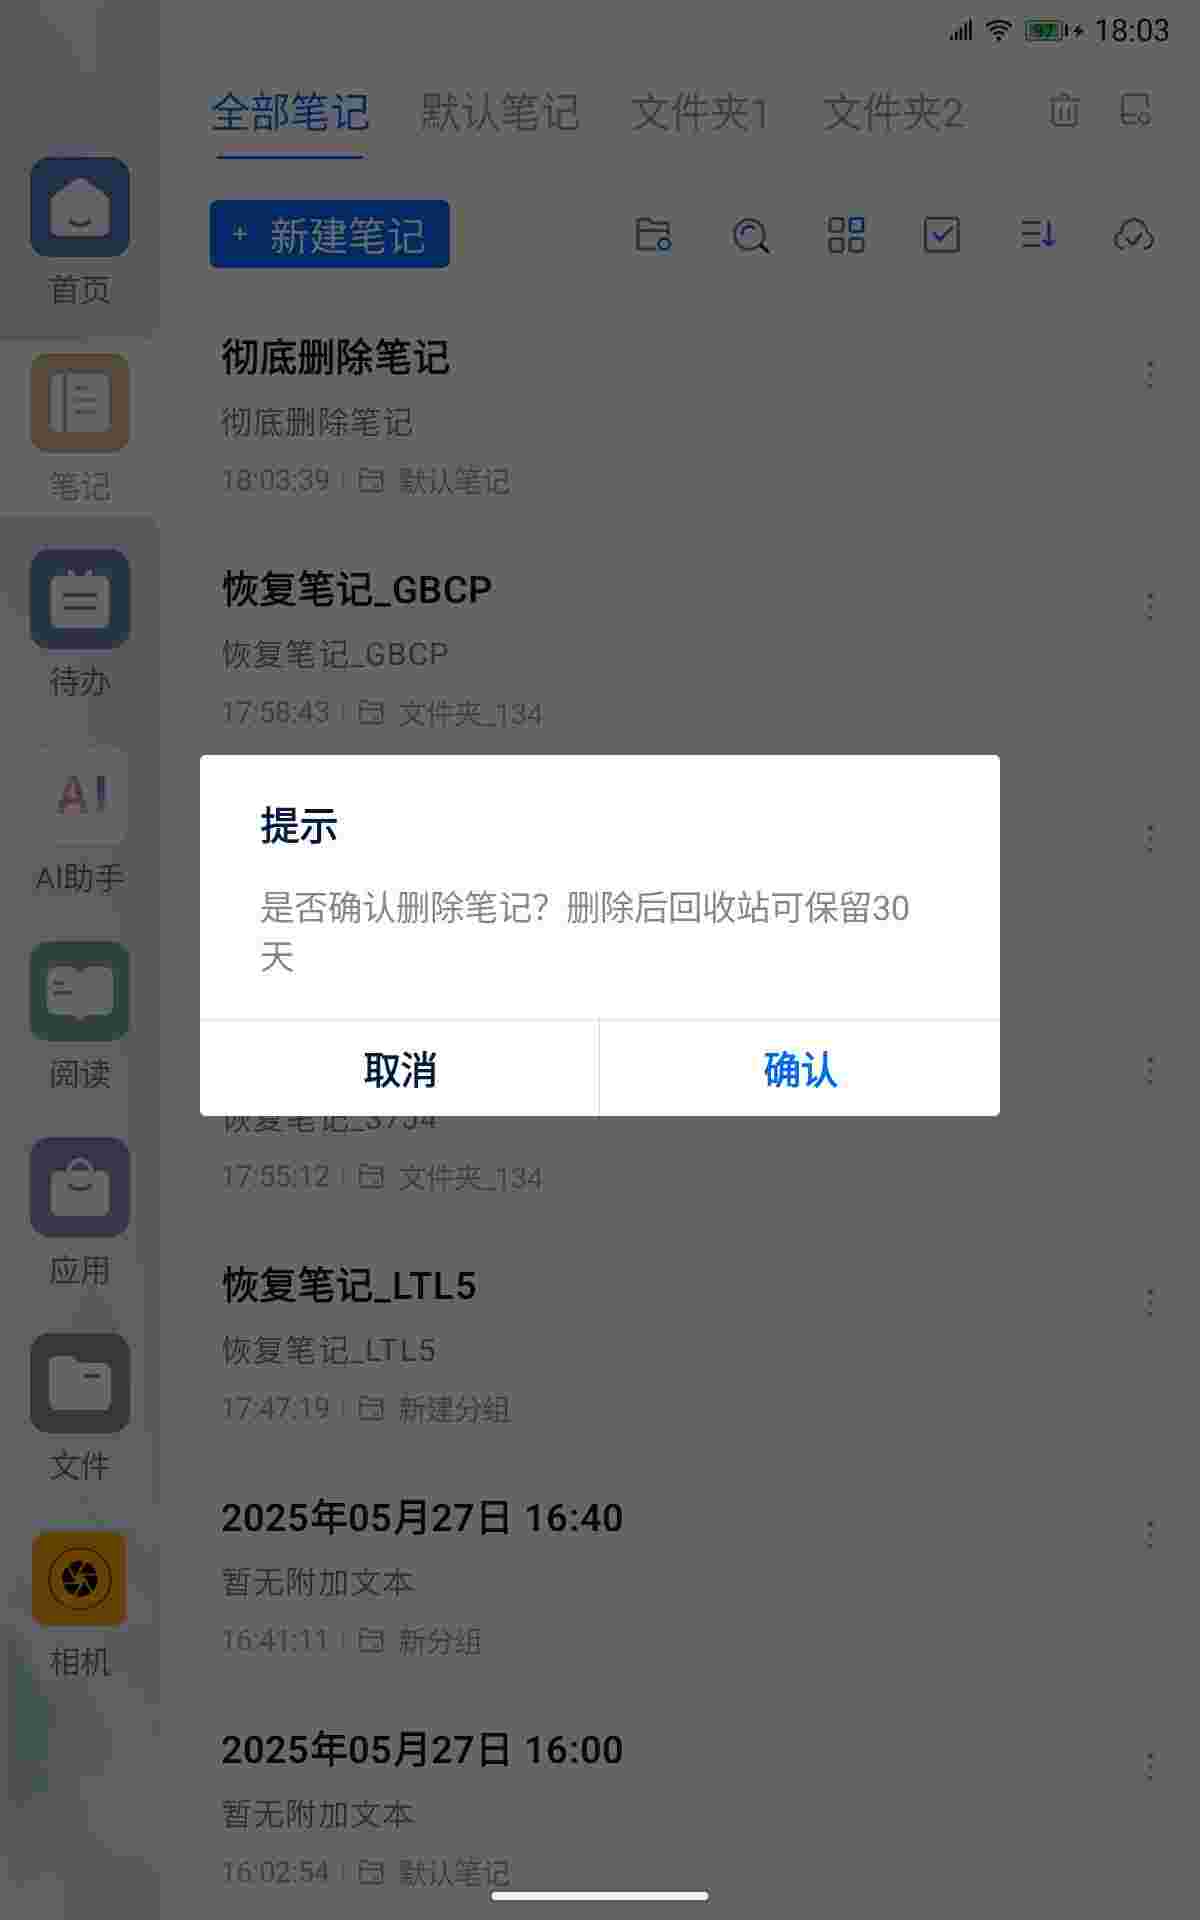 97 18:03
全部笔记 默认笔记 文件夹1 文件夹2
+ 新建笔记
首页
笔记
待办
AI
AI助手
阅读
应用
文件
相机
彻底删除笔记
彻底删除笔记
18:03:39 默认笔记
恢复笔记_GBCP
恢复笔记_GBCP
17:58:43 文件夹_134
提示
是否确认删除笔记？删除后回收站可保留30
天
取消 确认
恢复笔记_3754
17:55:12 文件夹_134
恢复笔记_LTL5
恢复笔记_LTL5
17:47:19 新建分组
2025年05月27日 16:40
暂无附加文本
16:41:11 新分组
2025年05月27日 16:00
暂无附加文本
16:02:54 默认笔记